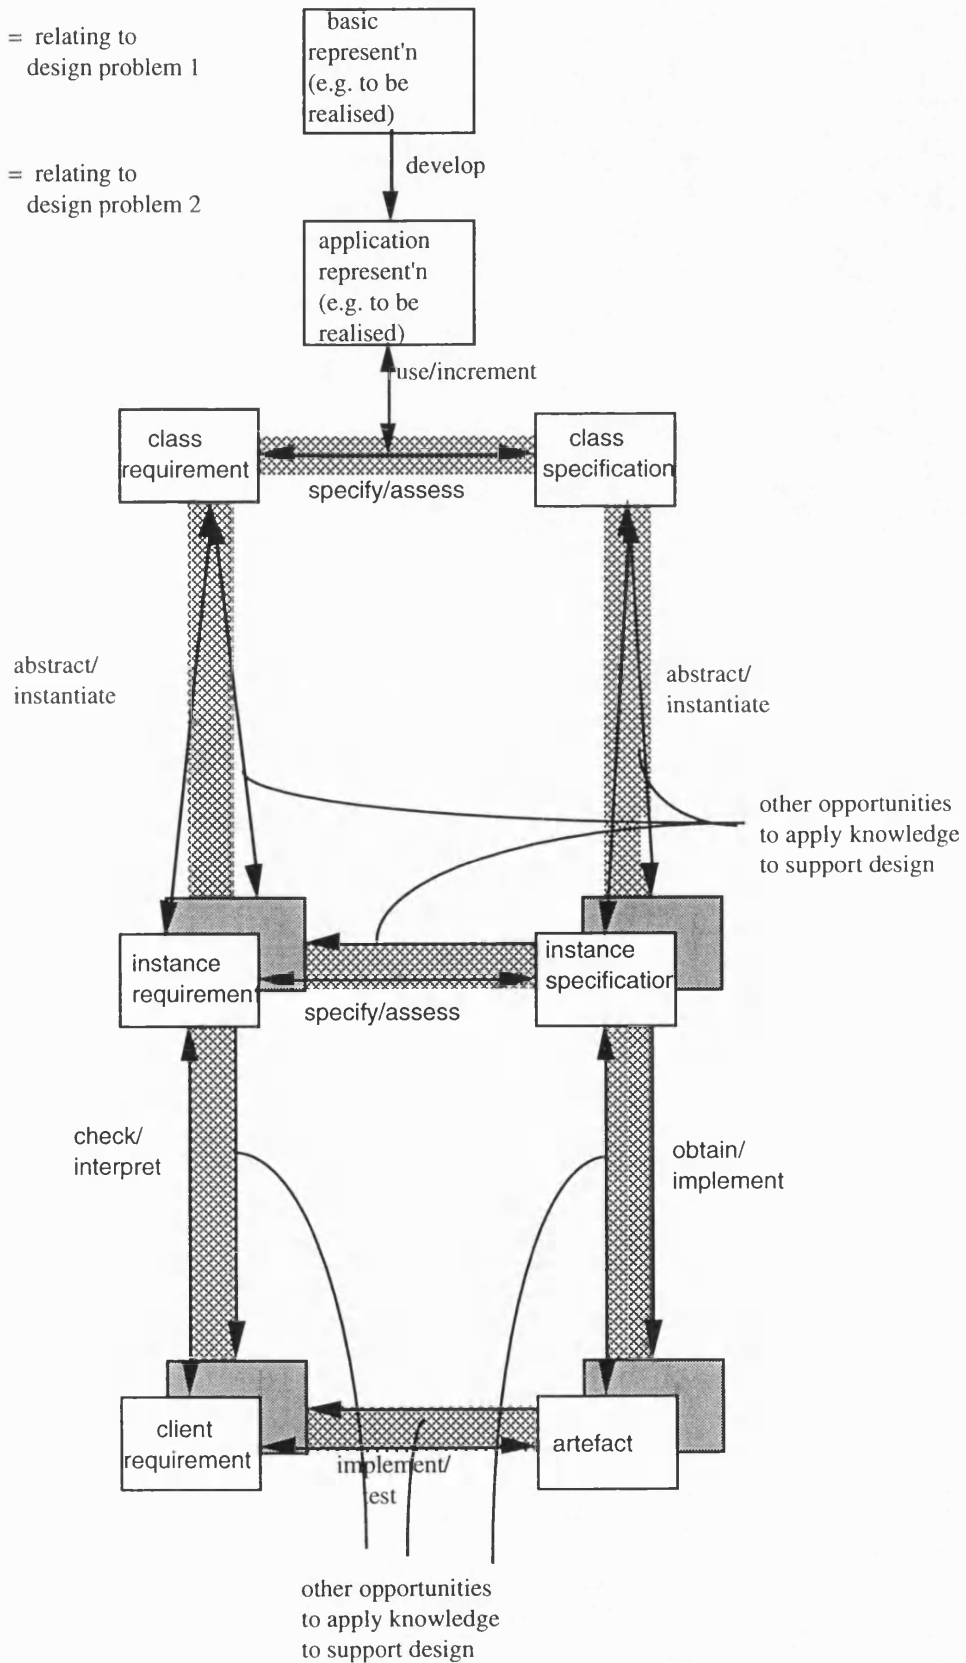 = relating to
design problem 1
basic
represent'n
(e.g. to be
realised)
develop
= relating to
design problem 2
application
represent'n
(e.g. to be
realised)
use/increment
class
requirement
class
specification
specify/assess
abstract/
instantiate
abstract/
instantiate
other opportunities
to apply knowledge
to support design
instance
requirement
instance
specification
specify/assess
check/
interpret
obtain/
implement
client
requirement
artefact
implement/
test
other opportunities
to apply knowledge
to support design